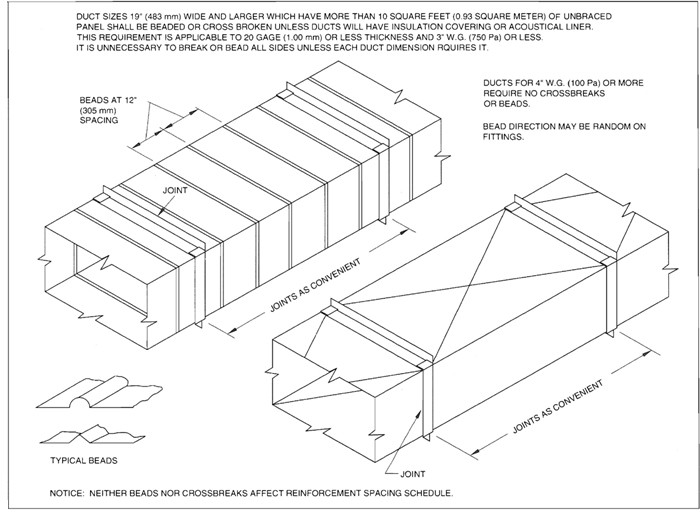 DUCT SIZES 19" (483 mm) WIDE AND LARGER WHICH HAVE MORE THAN 10 SQUARE FEET (0.93 SQUARE METER) OF UNBRACED
PANEL SHALL BE BEADED OR CROSS BROKEN UNLESS DUCTS WILL HAVE INSULATION COVERING OR ACOUSTICAL LINER.
THIS REQUIREMENT IS APPLICABLE TO 20 GAGE (1.00 mm) OR LESS THICKNESS AND 3" W.G. (750 Pa) OR LESS.
IT IS UNNECESSARY TO BREAK OR BEAD ALL SIDES UNLESS EACH DUCT DIMENSION RQUIRES IT.
DUCTS FOR 4" W.G. (100 Pa) OR MORE
REQUIRE NO CROSSBREAKS
OR BEADS.
BEAD DIRECTION MAY BE RANDOM ON
FITTINGS.
BEADS AT 12"
(305 mm)
SPACING
JOINT
JOINTS AS CONVENIENT
JOINTS AS CONVENIENT
TYPICAL BEADS
JOINT
NOTICE: NEITHER BEADS NOR CROSSBREAKS AFFECT REINFORCEMENT SPACING SCHEDULE.